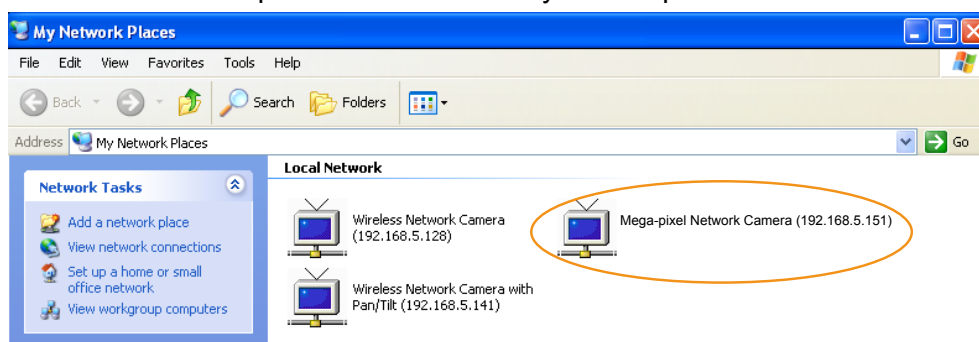 My Network Places
File Edit View Favorites Tools Help
Back Search Folders
Address My Network Places Go
Network Tasks
Add a network place
View network connections
Set up a home or small
office network
View workgroup computers
Local Network
Wireless Network Camera
(192.168.5.128)
Mega-pixel Network Camera (192.168.5.151)
Wireless Network Camera with
Pan/Tilt (192.168.5.141)